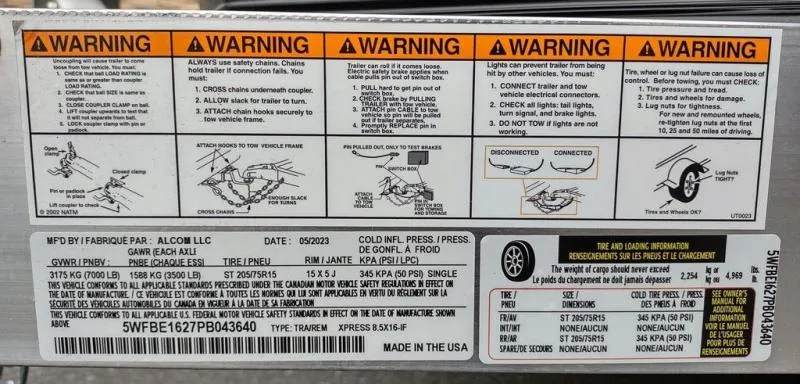 WARNING
Uncoupling will cause trailer to come
loose from tow vehicle. You must:
1. CHECK that ball LOAD RATING is
same as or greater than coupler
LOAD RATING.
2. CHECK that ball SIZE is same as
coupler.
3. CLOSE COUPLER CLAMP on ball.
4. LIFT coupler upwards to test that
it will not separate from ball.
5. LOCK coupler clamp with pin or
padlock.
Open clamp
Closed clamp
Pin or padlock
in place
Lift coupler to check
© 2002 NATM
WARNING
ALWAYS use safety chains. Chains
hold trailer if connection fails. You
must:
1. CROSS chains underneath coupler.
2. ALLOW slack for trailer to turn.
3. ATTACH chain hooks securely to
tow vehicle frame.
ATTACH HOOKS TO TOW VEHICLE FRAME
ENOUGH SLACK
FOR TURNS
CROSS CHAINS
WARNING
Trailer can roll if it comes loose.
Electric safety brake applies when
cable pulls pin out of switch box.
1. PULL hard to get pin out of
switch box.
2. CHECK brake by PULLING
TRAILER with tow vehicle.
3. ATTACH pin CABLE to tow
vehicle so pin will be pulled
out if trailer separates.
4. Promptly REPLACE pin in
switch box.
PIN PULLED OUT, ONLY TO TEST BRAKES
PIN
SWITCH BOX
ATTACH
CABLE
TO TOW
VEHICLE
PIN IN
SWITCH BOX
FOR TOWING
AND STORAGE
WARNING
Lights can prevent trailer from being
hit by other vehicles. You must:
1. CONNECT trailer and tow
vehicle electrical connectors.
2. CHECK all lights: tail lights,
turn signal, and brake lights.
3. DO NOT TOW if lights are not
working.
DISCONNECTED CONNECTED
WARNING
Tire, wheel or lug nut failure can cause loss of
control. Before towing, you must CHECK:
1. Tire pressure and tread.
2. Tires and wheels for damage.
3. Lug nuts for tightness.
For new and remounted wheels,
re-tighten lug nuts at the first
10, 25 and 50 miles of driving.
Lug Nuts
TIGHT?
Tires and Wheels OK?
UT0023
MF'D BY / FABRIQUÉ PAR : ALCOM LLC DATE : 05/2023 COLD INFL. PRESS./ PRESS.
GAWR (EACH AXLE) DE GONFL. À FROID
GVWR / PNBV : PNBE (CHAQUE ESS) TIRE / PNEU RIM / JANTE KPA (PSI / LPC)
3175 KG (7000 LB) 1588 KG (3500 LB) ST 205/75R15 15 X 5 J 345 KPA (50 PSI) SINGLE
THIS VEHICLE CONFORMS TO ALL APPLICABLE STANDARDS PRESCRIBED UNDER THE CANADIAN MOTOR VEHICLE SAFETY REGULATIONS IN EFFECT ON
THE DATE OF MANUFACTURE. / CE VÉHICULE EST CONFORME À TOUTES LES NORMES QUI LUI SONT APPLICABLES EN VERTU DU RÈGLEMENT SUR LA
SÉCURITÉ DES VÉHICULES AUTOMOBILES DU CANADA EN VIGUEUR À LA DATE DE SA FABRICATION
THIS VEHICLE CONFORMS TO ALL APPLICABLE U.S. FEDERAL MOTOR VEHICLE SAFETY STANDARDS IN EFFECT ON THE DATE OF MANUFACTURE SHOWN
ABOVE
5WFBE1627PB043640 TYPE: TRA/REM XPRESS 8.5X16-IF
MADE IN THE USA
TIRE AND LOADING INFORMATION
RENSEIGNEMENTS SUR LES PNEUS ET LE CHARGEMENT
The weight of cargo should never exceed
Le poids du chargement ne doit jamais dépasser
2,254 kg or kg ou 4,969 lbs. lb.
TIRE / PNEU SIZE / DIMENSIONS COLD TIRE PRESS. / PRESS. DES PNEUS À FROID
FR/AV ST 205/75R15 345 KPA (50 PSI)
INT/INT NONE/AUCUN NONE/AUCUN
RR/AR ST 205/75R15 345 KPA (50 PSI)
SPARE/DE SECOURS NONE/AUCUN NONE/AUCUN
SEE OWNER'S
MANUAL FOR
ADDITIONAL
INFORMATION
VOIR LE MANUEL
DE L'USAGER
POUR PLUS DE
RENSEIGNEMENTS
5WFBE1627PB043640